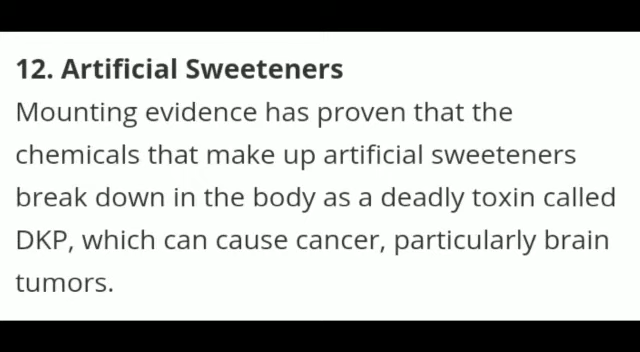 12. Artificial Sweeteners
Mounting evidence has proven that the
chemicals that make up artificial sweeteners
break down in the body as a deadly toxin called
DKP, which can cause cancer, particularly brain
tumors.